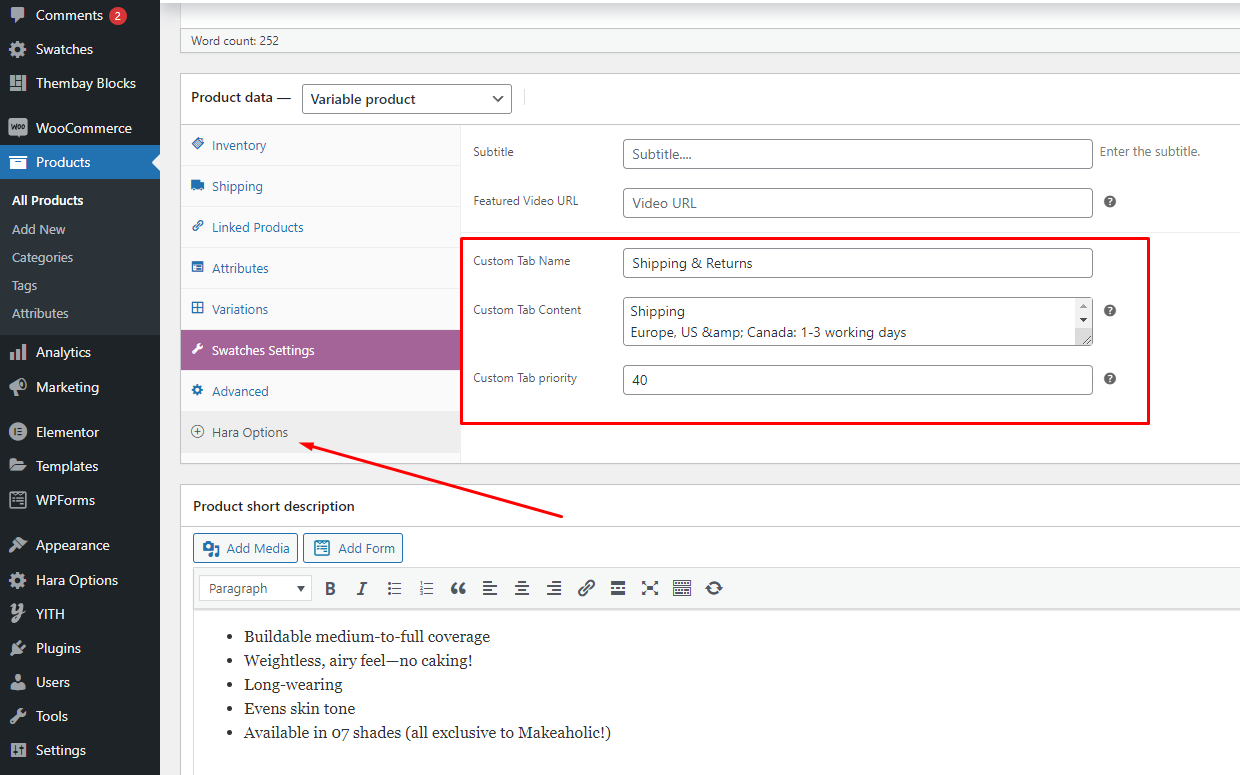 Comments 2
Swatches
Thembay Blocks
WooCommerce
Products
All Products
Add New
Categories
Tags
Attributes
Analytics
Marketing
Elementor
Templates
WPForms
Appearance
Hara Options
YITH
Plugins
Users
Tools
Settings
Word count: 252
Product data — Variable product
Inventory
Shipping
Linked Products
Attributes
Variations
Swatches Settings
Advanced
Hara Options
Subtitle Subtitle.... Enter the subtitle.
Featured Video URL Video URL
Custom Tab Name Shipping & Returns
Custom Tab Content Shipping
Europe, US &amp; Canada: 1-3 working days
Custom Tab priority 40
Product short description
Add Media Add Form
Paragraph
Buildable medium-to-full coverage
Weightless, airy feel—no caking!
Long-wearing
Evens skin tone
Available in 07 shades (all exclusive to Makeaholic!)